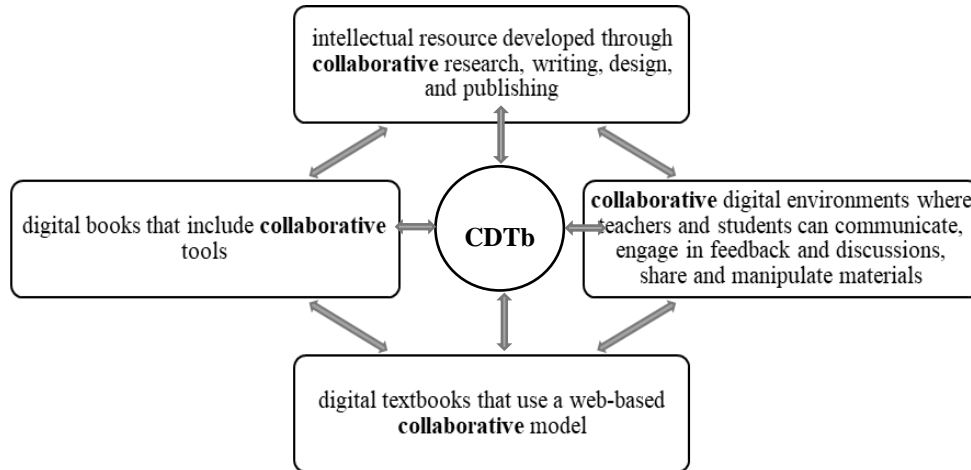 intellectual resource developed through
collaborative research, writing, design,
and publishing
digital books that include collaborative
tools
CDTb
collaborative digital environments where
teachers and students can communicate,
engage in feedback and discussions,
share and manipulate materials
digital textbooks that use a web-based
collaborative model